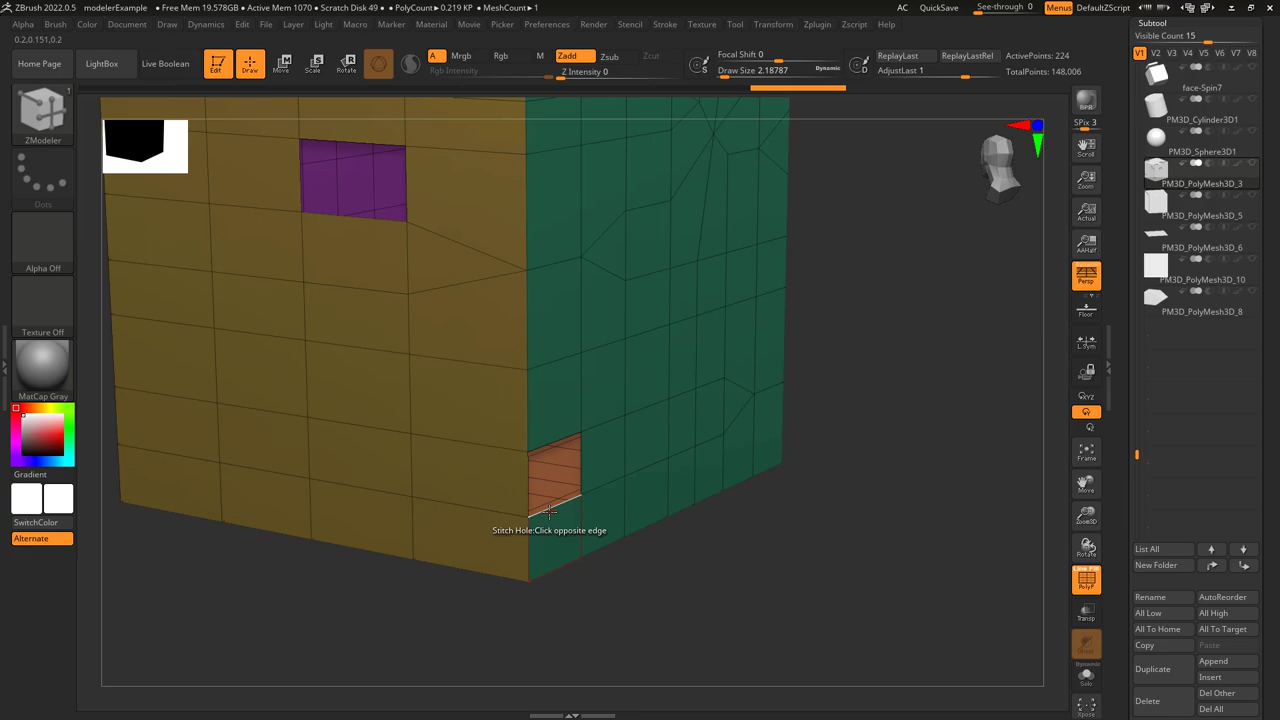 ZBrush 2022.0.5 modelerExample • Free Mem 19.578GB • Active Mem 1070 • Scratch Disk 49 • PolyCount▸0.219 KP • MeshCount▸1
AC QuickSave See-through 0 Menus DefaultZScript
Alpha Brush Color Document Draw Dynamics Edit File Layer Light Macro Marker Material Movie Picker Preferences Render Stencil Stroke Texture Tool Transform Zplugin Zscript Help
0.2,0.151,0.2
Home Page LightBox Live Boolean Edit Draw Move Scale Rotate
A Mrgb Rgb M Zadd Zsub Zcut
Rgb Intensity Z Intensity 0
Focal Shift 0
Draw Size 2.18787 Dynamic
S D
ReplayLast ReplayLastRel ActivePoints: 224
AdjustLast 1 TotalPoints: 148,006
1
ZModeler
Dots
Alpha Off
Texture Off
MatCap Gray
Gradient
SwitchColor
Alternate
Stitch Hole:Click opposite edge
BPR
SPix 3
Scroll
Zoom
Actual
AAHalf
Dynamic
Persp
Floor
L.Sym
XYZ
Y
Z
Frame
Move
Zoom3D
Rotate
Line Fill
PolyF
Transp
Ghost
Dynamic
Solo
Xpose
Subtool
Visible Count 15
V1 V2 V3 V4 V5 V6 V7 V8
face-Spin7
PM3D_Cylinder3D1
PM3D_Sphere3D1
PM3D_PolyMesh3D_3
PM3D_PolyMesh3D_5
PM3D_PolyMesh3D_6
PM3D_PolyMesh3D_10
PM3D_PolyMesh3D_8
List All
New Folder
Rename AutoReorder
All Low All High
All To Home All To Target
Copy Paste
Duplicate Append
Insert
Delete Del Other
Del All